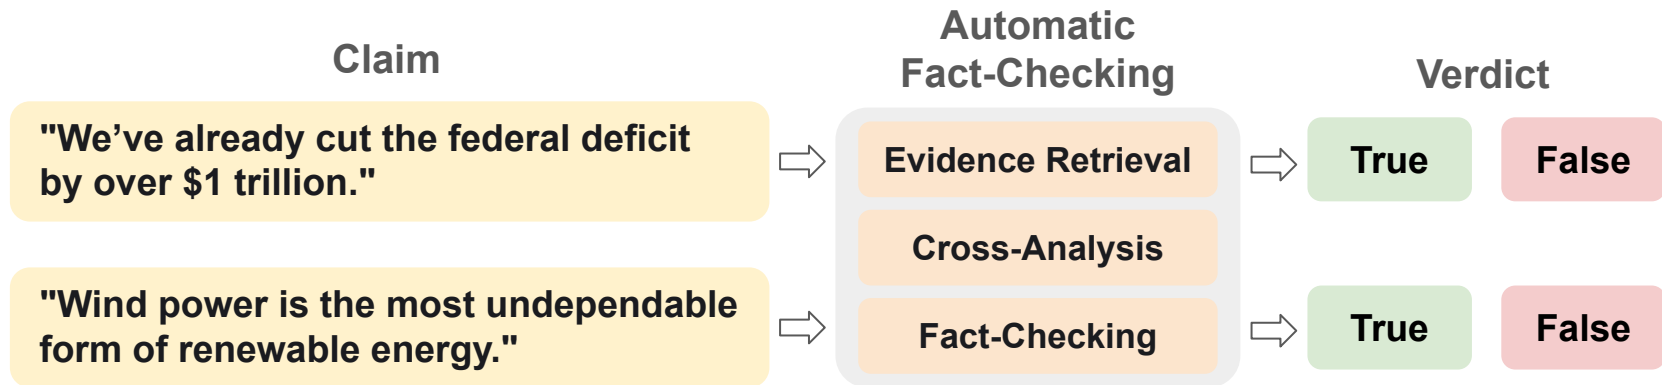 Claim
Automatic
Fact-Checking
Verdict
"We’ve already cut the federal deficit
by over $1 trillion."
Evidence Retrieval
True
False
Cross-Analysis
"Wind power is the most undependable
form of renewable energy."
Fact-Checking
True
False